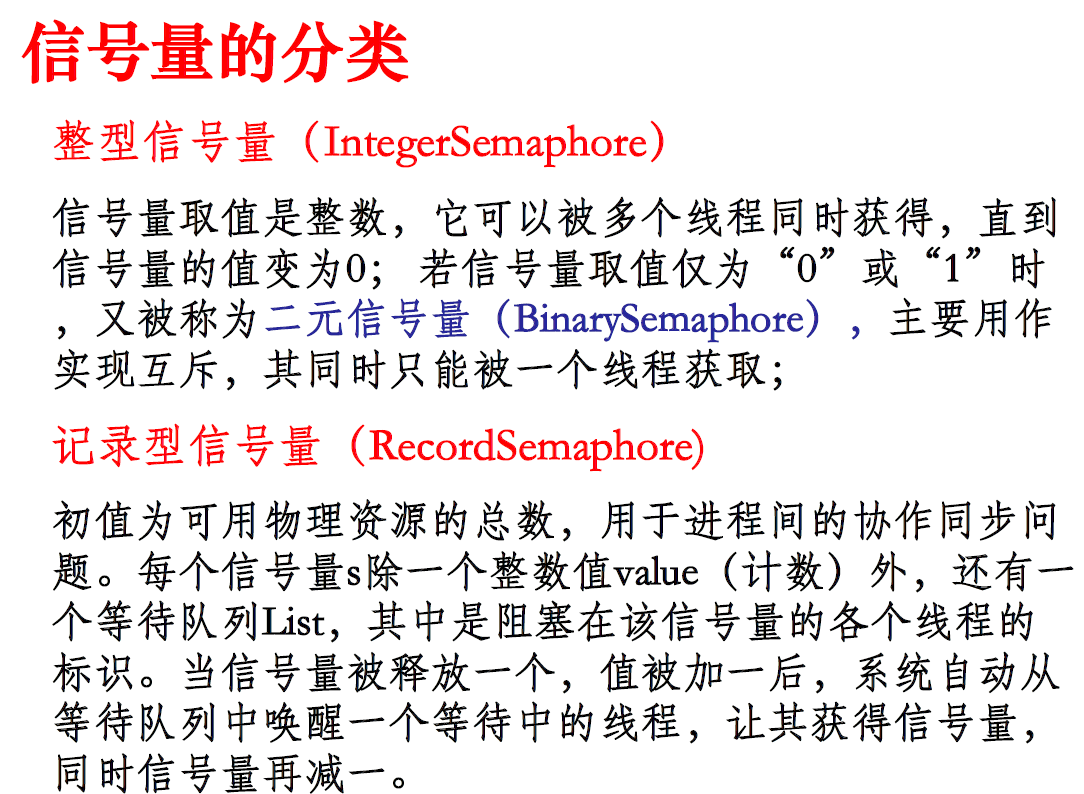 信号量的分类
整型信号量（IntegerSemaphore）
信号量取值是整数，它可以被多个线程同时获得，直到
信号量的值变为0； 若信号量取值仅为“0”或“1”时
，又被称为二元信号量（BinarySemaphore），主要用作
实现互斥，其同时只能被一个线程获取；
记录型信号量（RecordSemaphore)
初值为可用物理资源的总数，用于进程间的协作同步问
题。每个信号量s除一个整数值value（计数）外，还有一
个等待队列List，其中是阻塞在该信号量的各个线程的
标识。当信号量被释放一个，值被加一后，系统自动从
等待队列中唤醒一个等待中的线程，让其获得信号量，
同时信号量再减一。